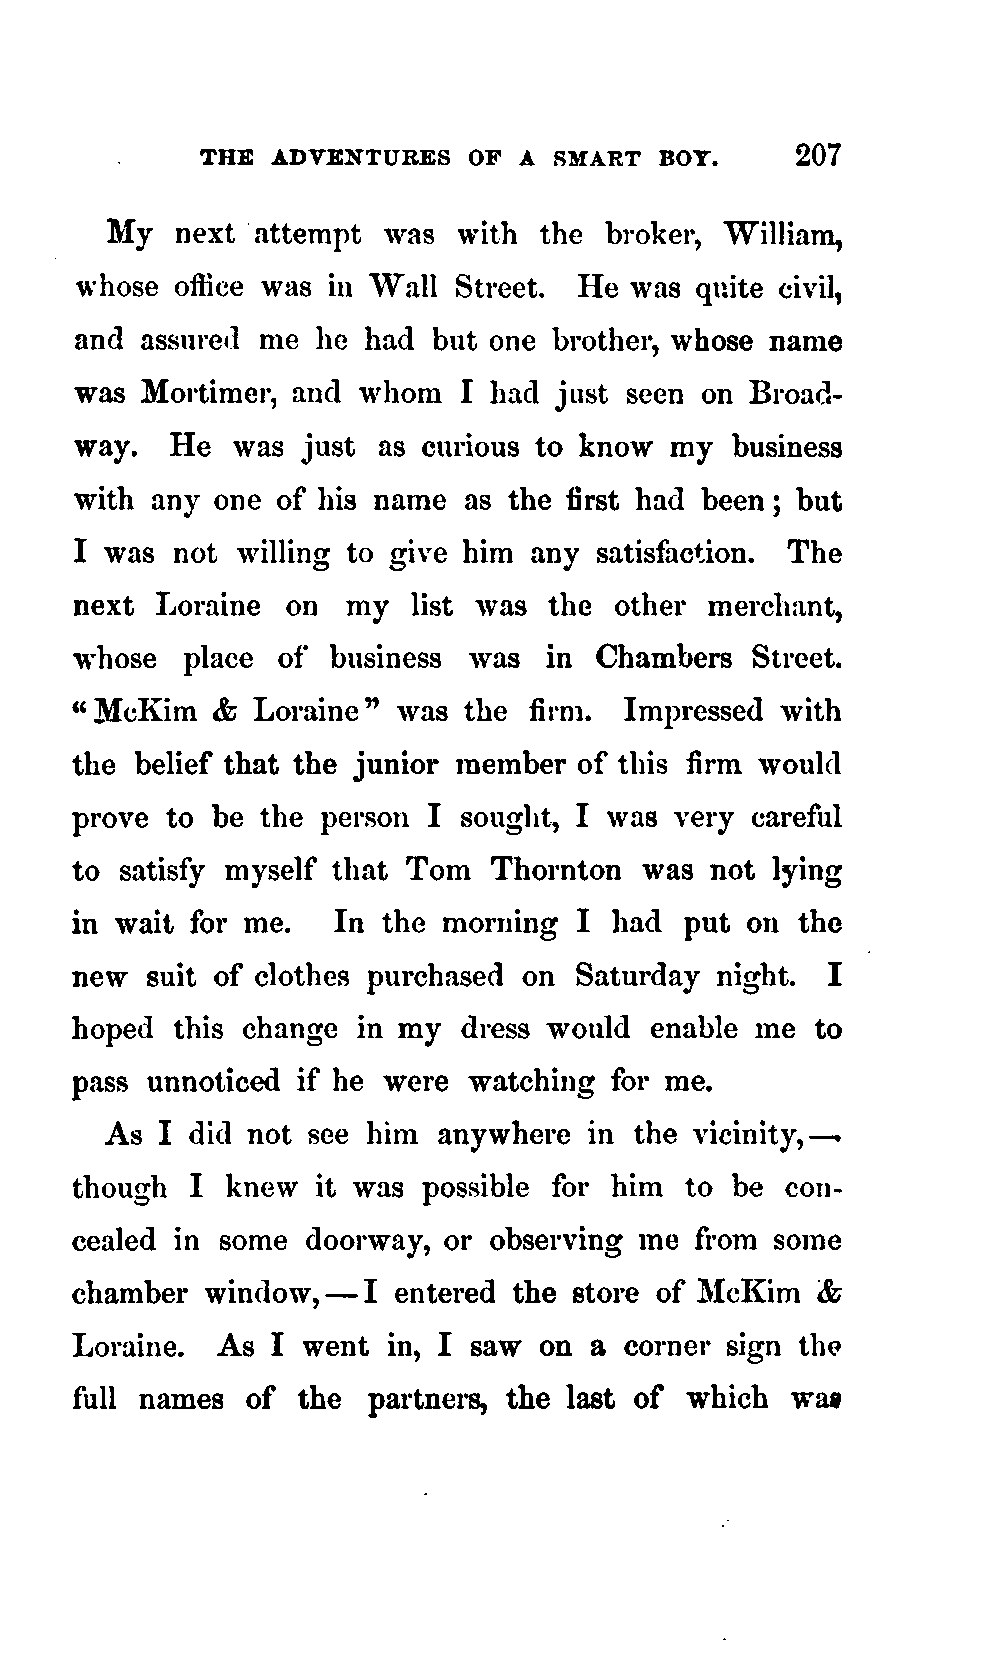 THE ADVENTURES OF A SMART BOY. 207
My next attempt was with the broker, William,
whose office was in Wall Street. He was quite civil,
and assured me he had but one brother, whose name
was Mortimer, and whom I had just seen on Broad-
way. He was just as curious to know my business
with any one of his name as the first had been; but
I was not willing to give him any satisfaction. The
next Loraine on my list was the other merchant,
whose place of business was in Chambers Street.
"McKim & Loraine" was the firm. Impressed with
the belief that the junior member of this firm would
prove to be the person I sought, I was very careful
to satisfy myself that Tom Thornton was not lying
in wait for me. In the morning I had put on the
new suit of clothes purchased on Saturday night. I
hoped this change in my dress would enable me to
pass unnoticed if he were watching for me.
As I did not see him anywhere in the vicinity,—
though I knew it was possible for him to be con-
cealed in some doorway, or observing me from some
chamber window,—I entered the store of McKim &
Loraine. As I went in, I saw on a corner sign the
full names of the partners, the last of which was